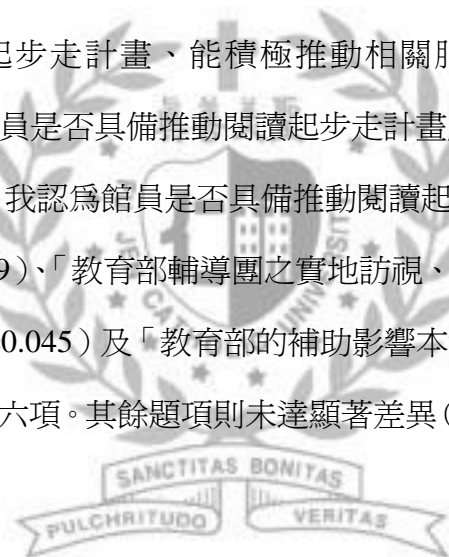 起步走計畫、能積極推動相關
員是否具備推動閱讀起步走計畫
我認為館員是否具備推動閱讀起
9）、「教育部輔導團之實地訪視、
0.045）及「教育部的補助影響本
六項。其餘題項則未達顯著差異（
SANCTITAS BONITAS
PULCHRITUDO VERITAS